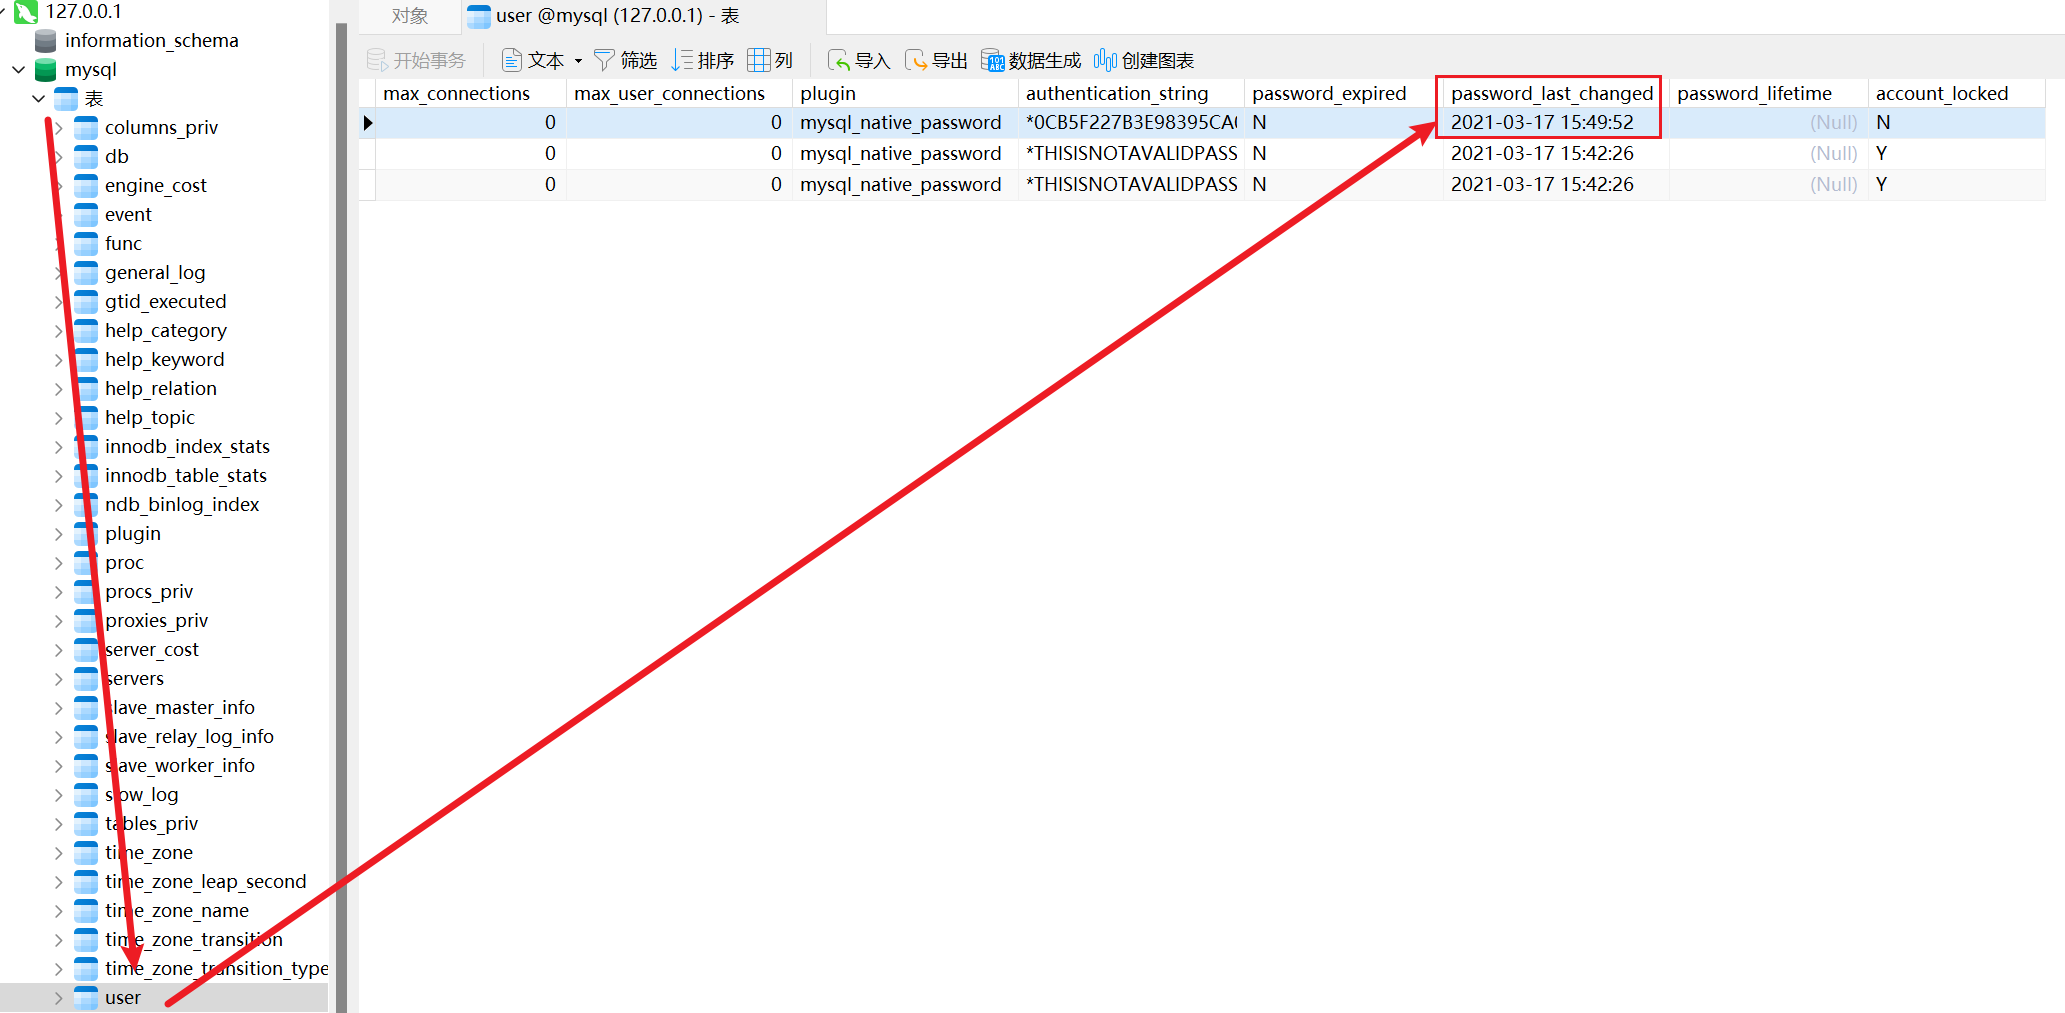 127.0.0.1
information_schema
mysql
表
columns_priv
db
engine_cost
event
func
general_log
gtid_executed
help_category
help_keyword
help_relation
help_topic
innodb_index_stats
innodb_table_stats
ndb_binlog_index
plugin
proc
procs_priv
proxies_priv
server_cost
servers
slave_master_info
slave_relay_log_info
slave_worker_info
slow_log
tables_priv
time_zone
time_zone_leap_second
time_zone_name
time_zone_transition
time_zone_transition_type
user
对象 user @mysql (127.0.0.1) - 表
开始事务 文本 筛选 排序 列 导入 导出 数据生成 创建图表
max_connections max_user_connections plugin authentication_string password_expired password_last_changed password_lifetime account_locked
0 0 mysql_native_password *0CB5F227B3E98395CA N 2021-03-17 15:49:52 (Null) N
0 0 mysql_native_password *THISISNOTAVALIDPASS N 2021-03-17 15:42:26 (Null) Y
0 0 mysql_native_password *THISISNOTAVALIDPASS N 2021-03-17 15:42:26 (Null) Y